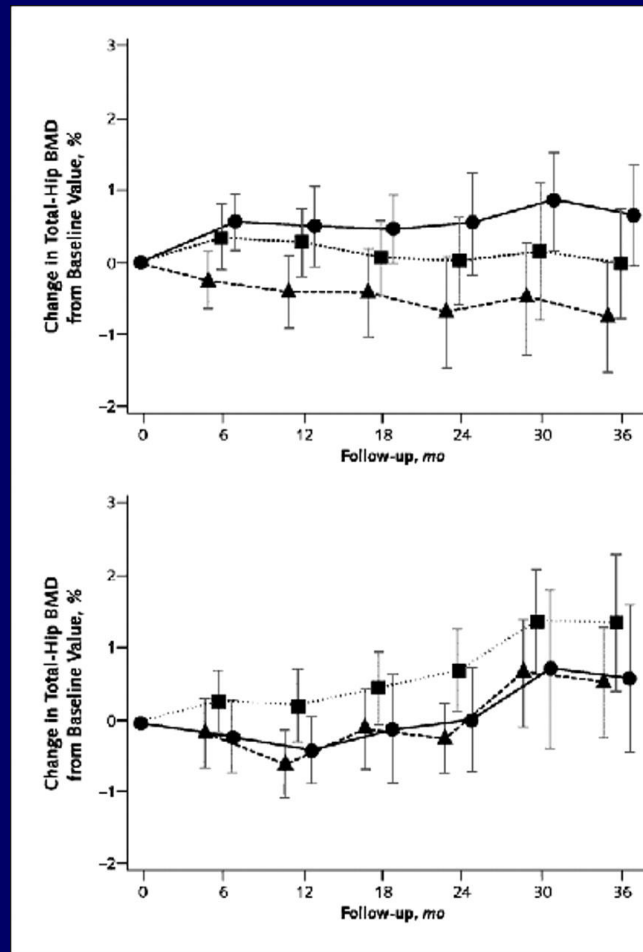 Change in Total-Hip BMD
from Baseline Value, %
3
2
1
0
−1
−2
0 6 12 18 24 30 36
Follow-up, mo
Change in Total-Hip BMD
from Baseline Value, %
3
2
1
0
−1
−2
0 6 12 18 24 30 36
Follow-up, mo